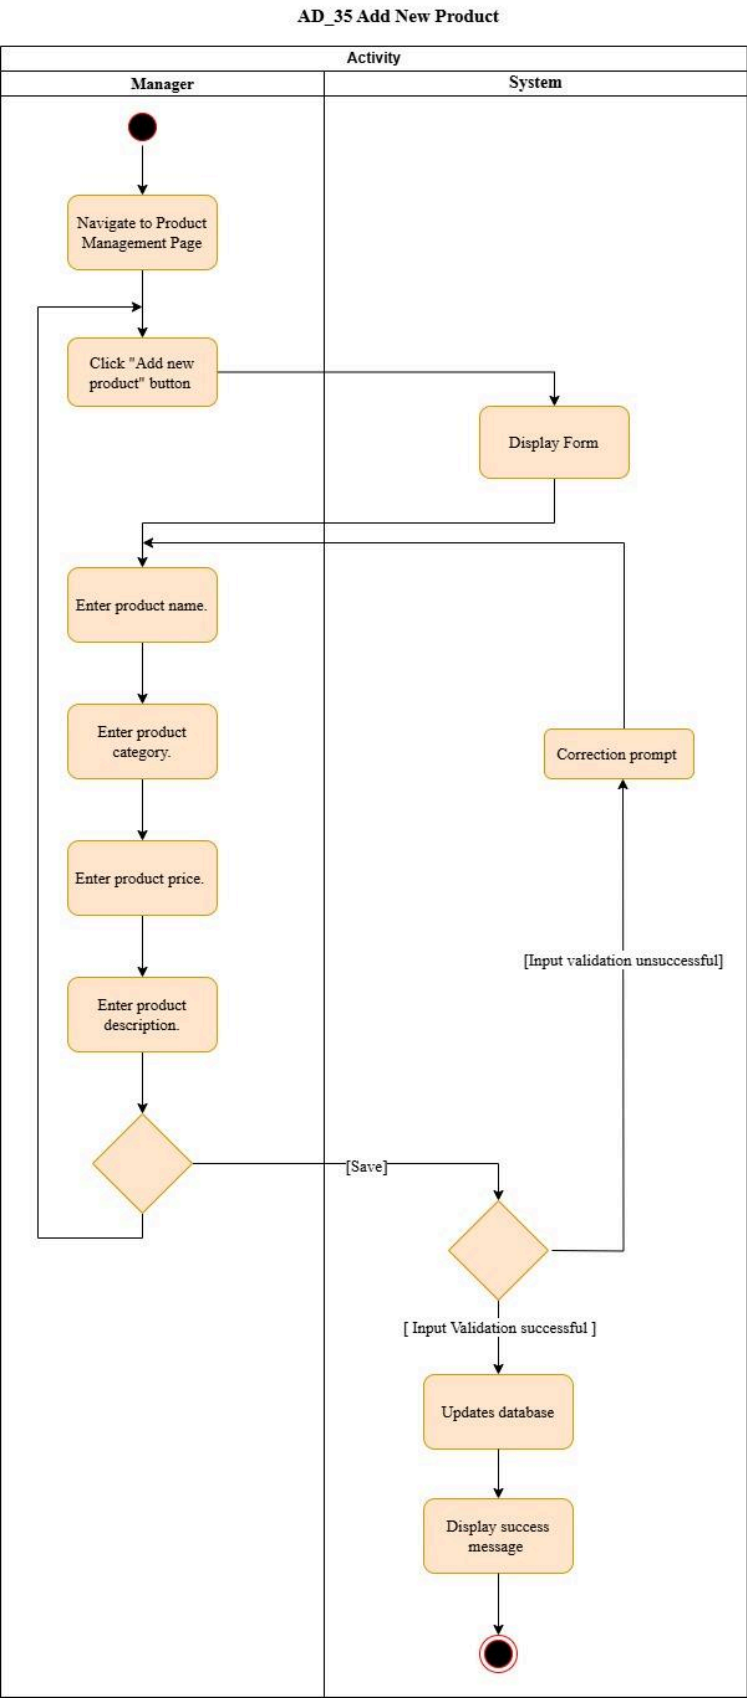 AD_35 Add New Product
Activity
Manager
System
Navigate to Product
Management Page
Click "Add new
product" button
Display Form
Enter product name.
Enter product
category.
Correction prompt
Enter product price.
[Input validation unsuccessful]
Enter product
description.
[Save]
[ Input Validation successful ]
Updates database
Display success
message